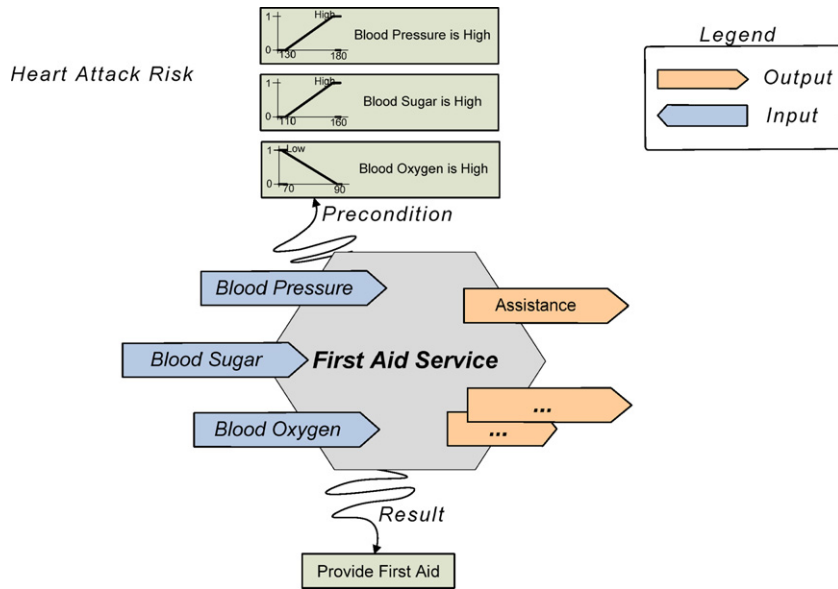 Heart Attack Risk
1
High
0
130
180
Blood Pressure is High
1
High
0
110
160
Blood Sugar is High
1
Low
0
70
90
Blood Oxygen is High
Legend
Output
Input
Precondition
Blood Pressure
Blood Sugar
Blood Oxygen
First Aid Service
Assistance
...
...
Result
Provide First Aid